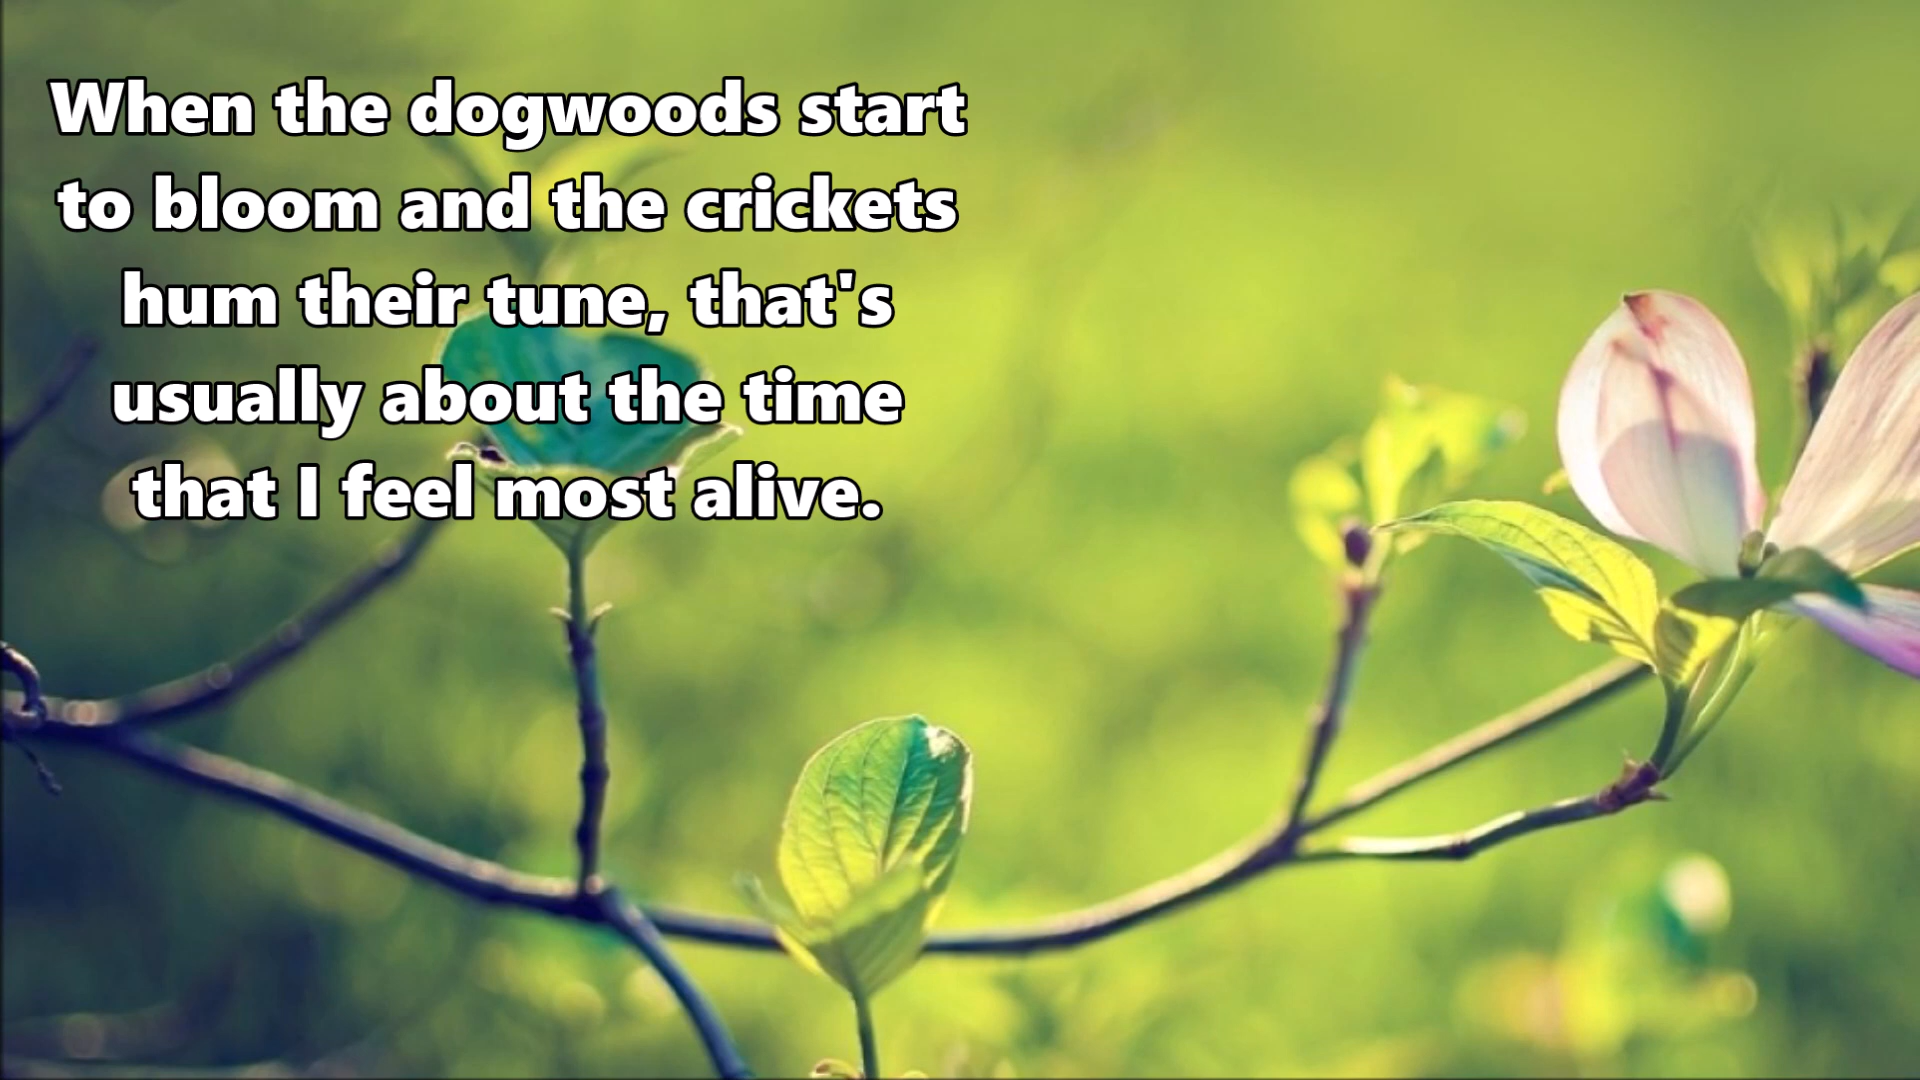 When the dogwoods start
to bloom and the crickets
hum their tune, that's
usually about the time
that I feel most alive.